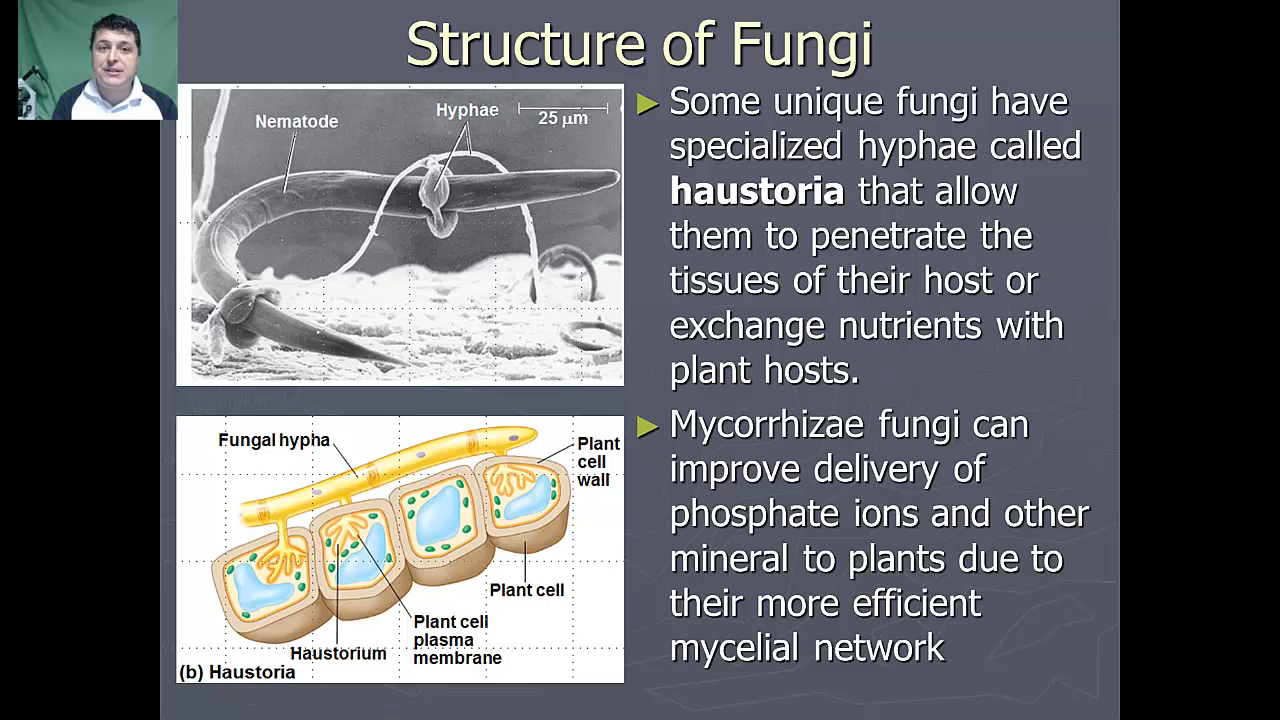 Structure of Fungi
Nematode
Hyphae
25 µm
► Some unique fungi have
specialized hyphae called
haustoria that allow
them to penetrate the
tissues of their host or
exchange nutrients with
plant hosts.
► Mycorrhizae fungi can
improve delivery of
phosphate ions and other
mineral to plants due to
their more efficient
mycelial network
Fungal hypha
Plant
cell
wall
Plant cell
Plant cell
plasma
membrane
Haustorium
(b) Haustoria